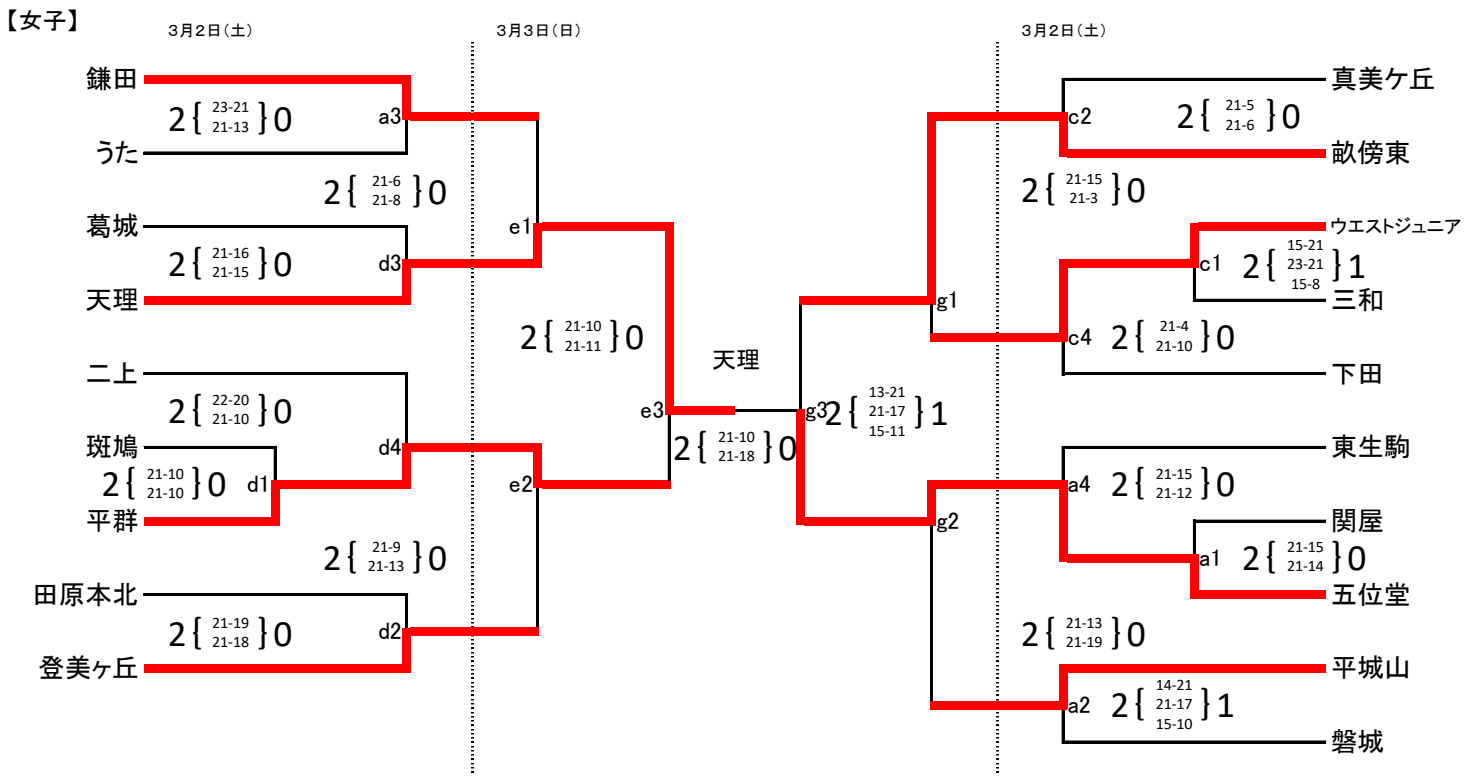 【女子】
3月2日(土)
3月3日(日)
3月2日(土)
鎌田
2{ 23-21 }0
21-13
a3
うた
2{ 21-6 }0
21-8
e1
葛城
2{ 21-16 }0
21-15
d3
天理
2{ 21-10 }0
21-11
二上
2{ 22-20 }0
21-10
d4
斑鳩
2{ 21-10 }0
21-10
d1
平群
e2
2{ 21-9 }0
21-13
田原本北
2{ 21-19 }0
21-18
d2
登美ヶ丘
天理
e3
2{ 21-10 }0
21-18
g3
2{ 13-21 }1
21-17
15-11
真美ケ丘
c2
2{ 21-5 }0
21-6
畝傍東
2{ 21-15 }0
21-3
ウエストジュニア
c1
2{ 15-21 }1
23-21
15-8
三和
g1
c4
2{ 21-4 }0
21-10
下田
東生駒
a4
2{ 21-15 }0
21-12
関屋
g2
a1
2{ 21-15 }0
21-14
五位堂
2{ 21-13 }0
21-19
平城山
a2
2{ 14-21 }1
21-17
15-10
磐城